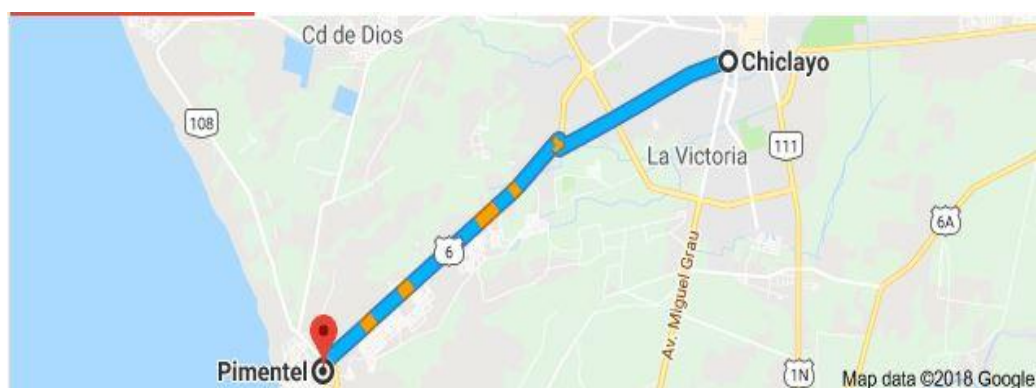 Cd de Dios
Chiclayo
108
La Victoria
111
6A
6
Av. Miguel Grau
Pimentel
1N
Map data ©2018 Google